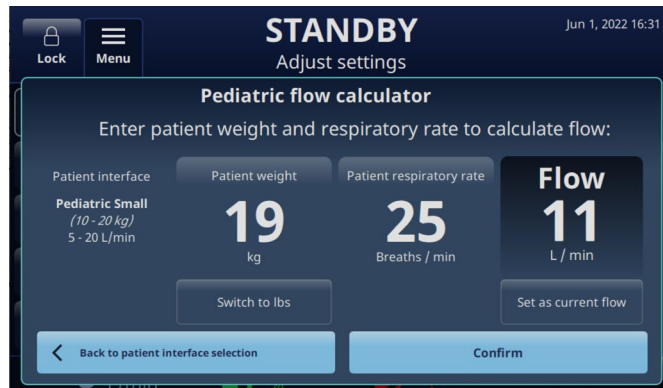 STANDBY
Jun 1, 2022 16:31
Lock
Menu
Adjust settings
Pediatric flow calculator
Enter patient weight and respiratory rate to calculate flow:
Patient interface
Patient weight
Patient respiratory rate
Flow
Pediatric Small
(10 - 20 kg)
5 - 20 L/min
19
25
11
kg
Breaths / min
L / min
Switch to lbs
Set as current flow
Back to patient interface selection
Confirm